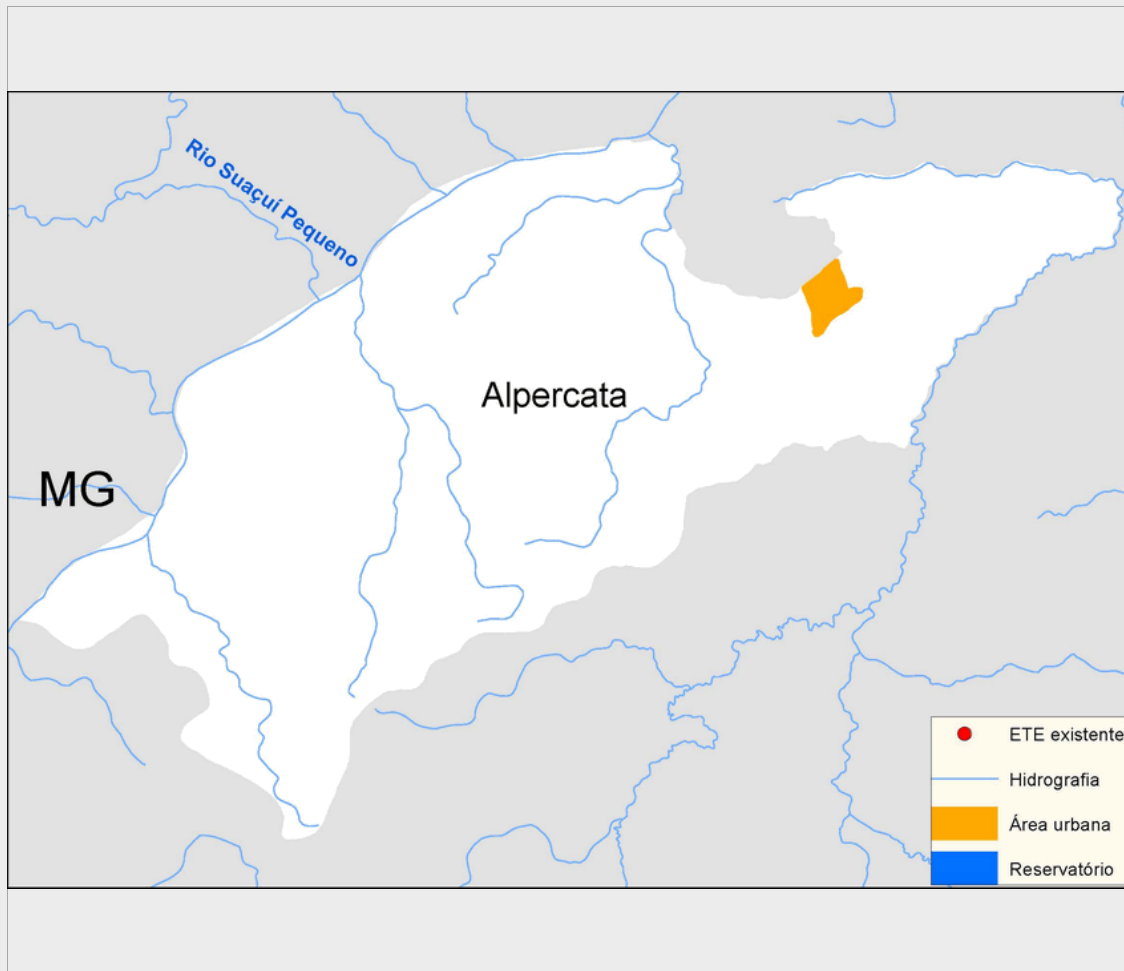 Rio Suaçuí Pequeno
Alpercata
MG
ETE existente
Hidrografia
Área urbana
Reservatório